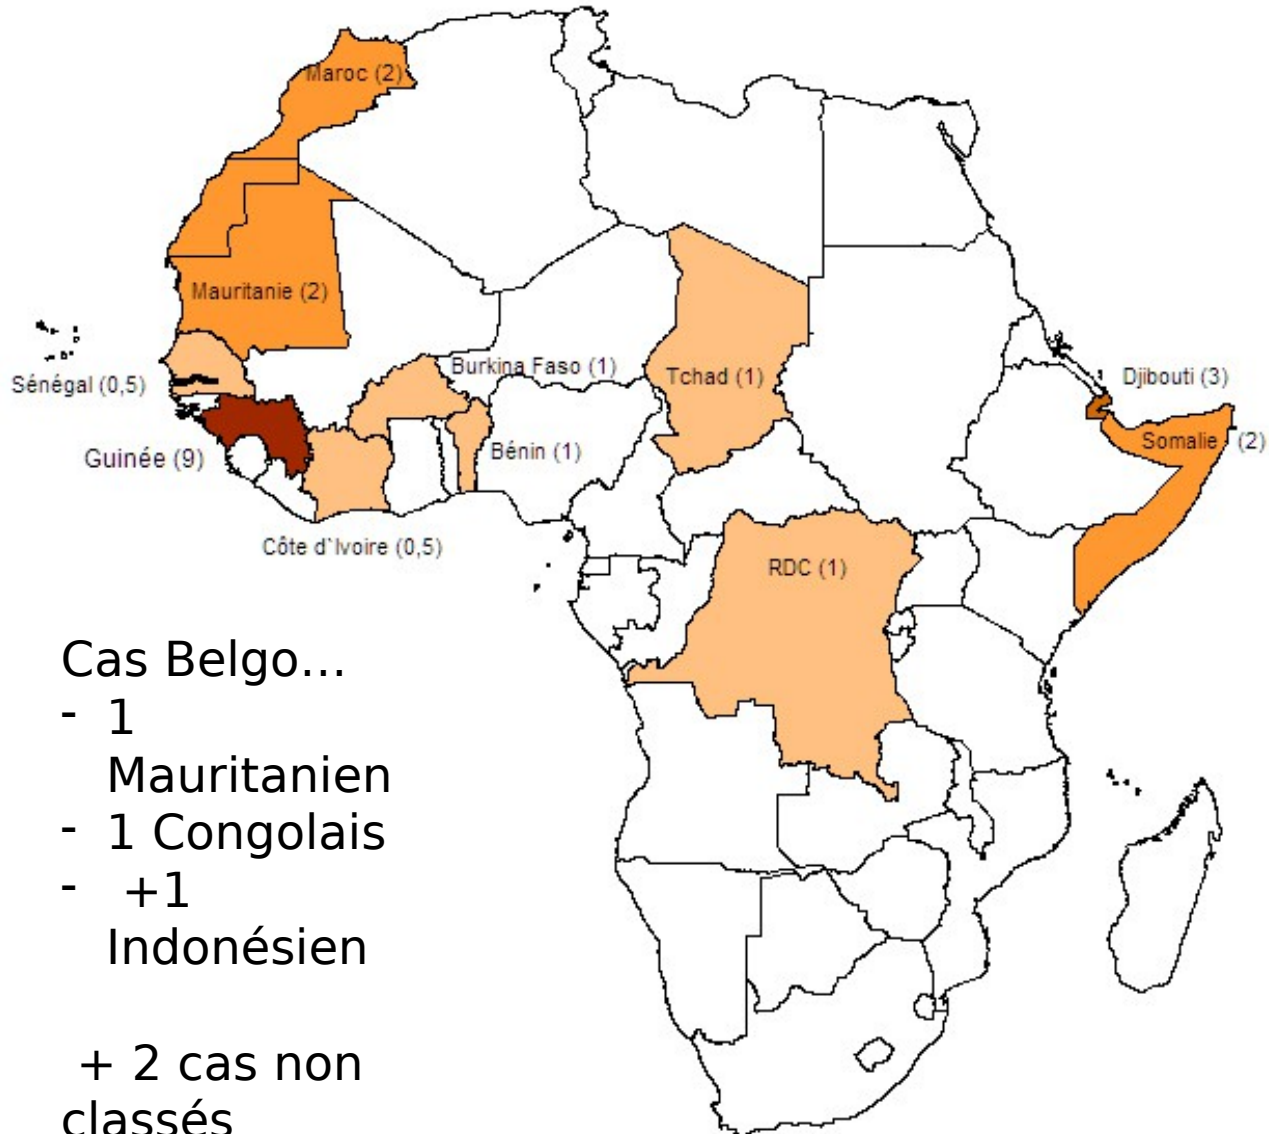 Maroc (2)
Mauritanie (2)
Sénégal (0,5)
Burkina Faso (1)
Tchad (1)
Djibouti (3)
Somalie (2)
Guinée (9)
Bénin (1)
Côte d`Ivoire (0,5)
RDC (1)
Cas Belgo...
- 1
Mauritanien
- 1 Congolais
- +1
Indonésien
+ 2 cas non
classés